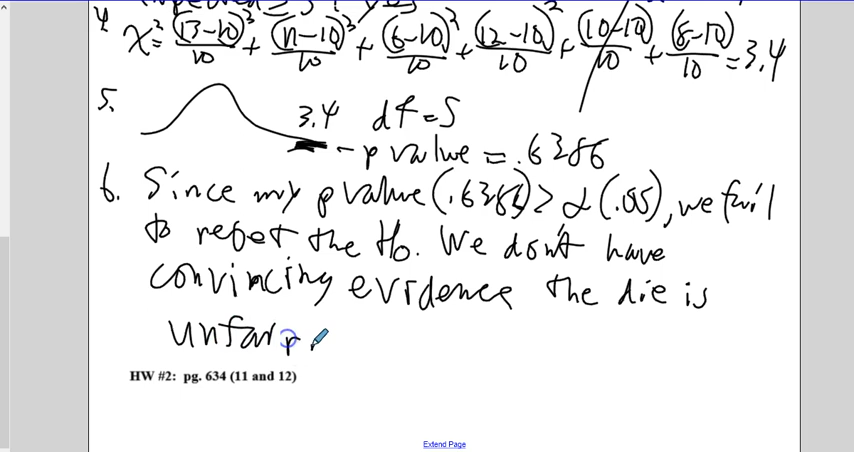 4. χ² = (13-10)²/10 + (11-10)²/10 + (6-10)²/10 + (12-10)²/10 + (10-10)/10 + (8-10)/10 = 3.4
5. 3.4 df = 5
- p value = .6386
6. Since my p value (.6386) > α (.05), we fail
to reject the Ho. We don't have
convincing evidence the die is
unfair
HW #2: pg. 634 (11 and 12)
Extend Page